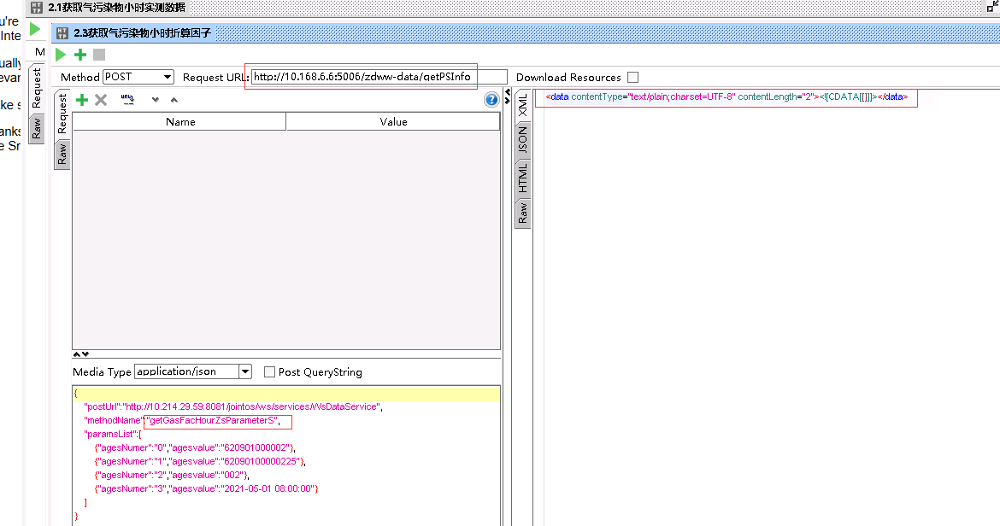 2.1获取气污染物小时实测数据
u're
Inte
ually
evar
ke s
anks
e Sr
M
Request
Raw
2.3获取气污染物小时折算因子
Method POST Request URL: http://10.168.6.6:5006/zdww-data/getPSInfo Download Resources
Request
Raw
URL
?
Name Value
XML
JSON
HTML
Raw
<data contentType="text/plain;charset=UTF-8" contentLength="2"><![CDATA[[]]]></data>
Media Type application/json Post QueryString
{
"postUrl":"http://10.214.29.59:8081/jointos/ws/services/WsDataService",
"methodName":"getGasFacHourZsParameterS",
"paramsList":[
{"agesNumer":"0","agesvalue":"620901000002"},
{"agesNumer":"1","agesvalue":"62090100000225"},
{"agesNumer":"2","agesvalue":"002"},
{"agesNumer":"3","agesvalue":"2021-05-01 08:00:00"}
]
}